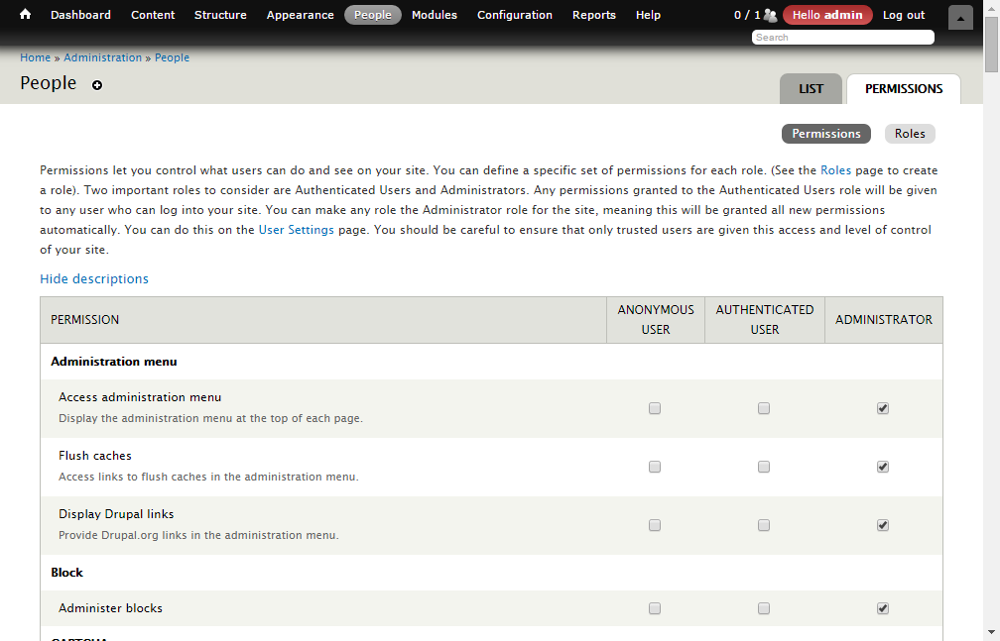 Dashboard Content Structure Appearance People Modules Configuration Reports Help 0 / 1 Hello admin Log out
Search
Home » Administration » People
People
LIST PERMISSIONS
Permissions Roles
Permissions let you control what users can do and see on your site. You can define a specific set of permissions for each role. (See the Roles page to create
a role). Two important roles to consider are Authenticated Users and Administrators. Any permissions granted to the Authenticated Users role will be given
to any user who can log into your site. You can make any role the Administrator role for the site, meaning this will be granted all new permissions
automatically. You can do this on the User Settings page. You should be careful to ensure that only trusted users are given this access and level of control
of your site.
Hide descriptions
PERMISSION ANONYMOUS USER AUTHENTICATED USER ADMINISTRATOR
Administration menu
Access administration menu
Display the administration menu at the top of each page.
Flush caches
Access links to flush caches in the administration menu.
Display Drupal links
Provide Drupal.org links in the administration menu.
Block
Administer blocks
CAPTCHA